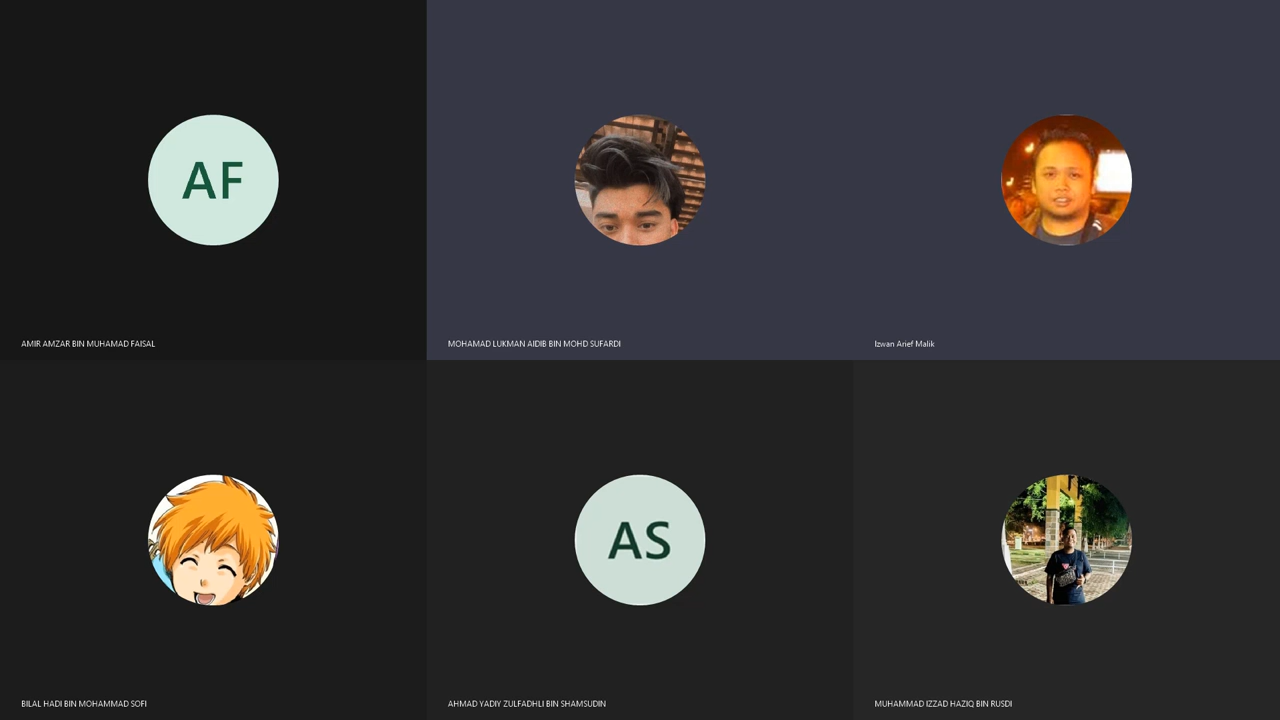 AF
AMIR AMZAR BIN MUHAMAD FAISAL
MOHAMAD LUKMAN AIDIB BIN MOHD SUFARDI
Izwan Arief Malik
BILAL HADI BIN MOHAMMAD SOFI
AS
AHMAD YADIY ZULFADHLI BIN SHAMSUDIN
MUHAMMAD IZZAD HAZIQ BIN RUSDI